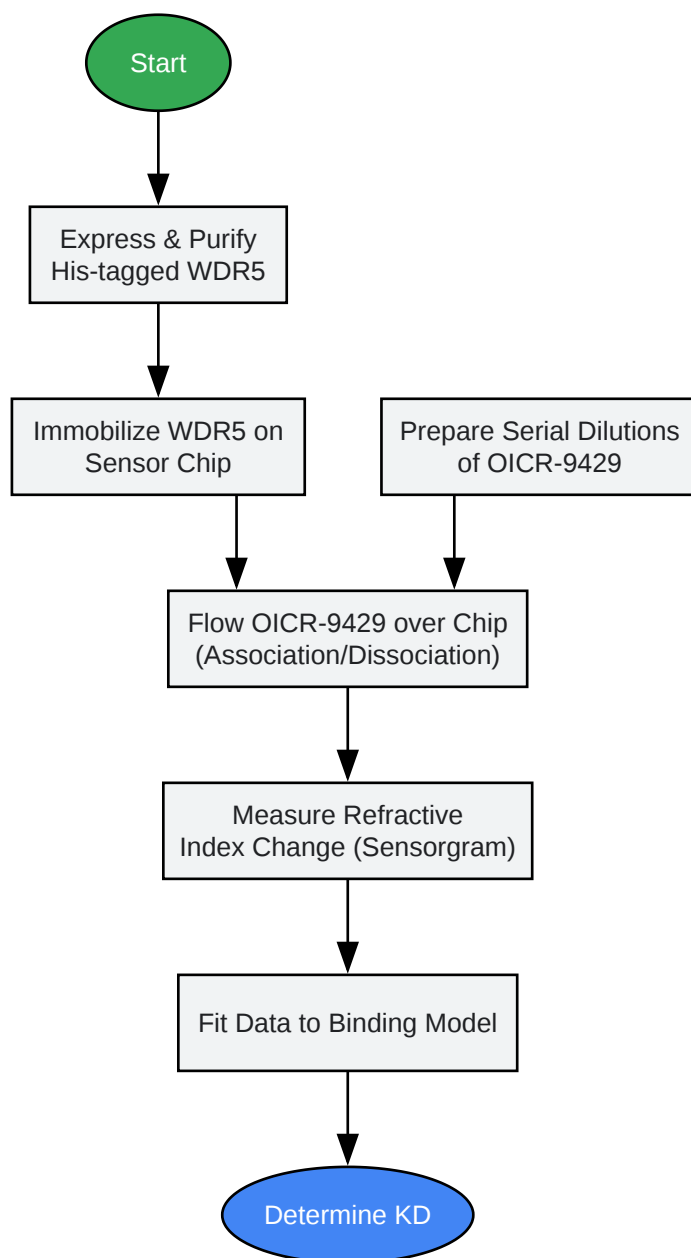 Start
Express & Purify
His-tagged WDR5
Immobilize WDR5 on
Sensor Chip
Prepare Serial Dilutions
of OICR-9429
Flow OICR-9429 over Chip
(Association/Dissociation)
Measure Refractive
Index Change (Sensorgram)
Fit Data to Binding Model
Determine KD